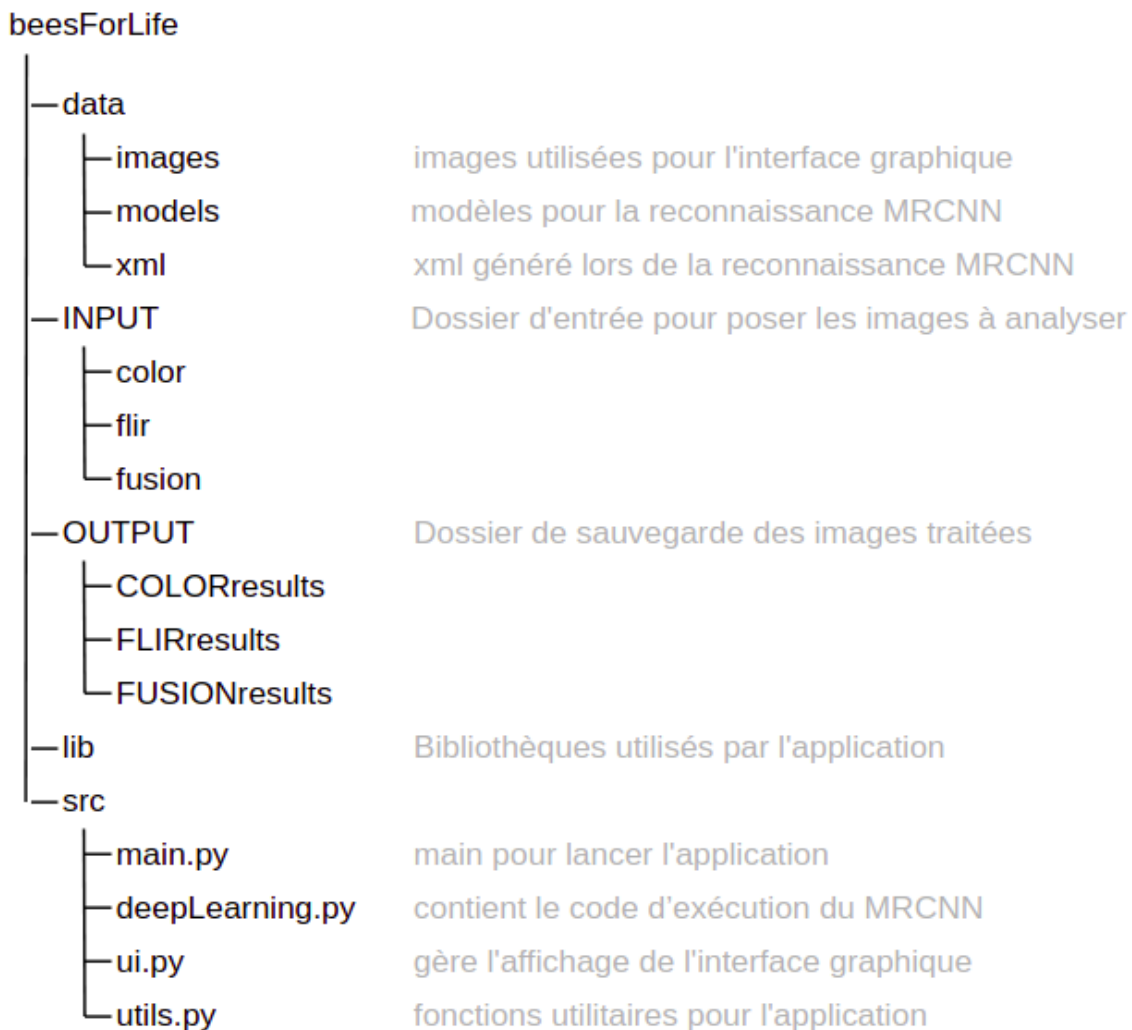 beesForLife
data
images images utilisées pour l'interface graphique
models modèles pour la reconnaissance MRCNN
xml xml généré lors de la reconnaissance MRCNN
INPUT Dossier d'entrée pour poser les images à analyser
color
flir
fusion
OUTPUT Dossier de sauvegarde des images traitées
COLORresults
FLIRresults
FUSIONresults
lib Bibliothèques utilisés par l'application
src
main.py main pour lancer l'application
deepLearning.py contient le code d’exécution du MRCNN
ui.py gère l'affichage de l'interface graphique
utils.py fonctions utilitaires pour l'application